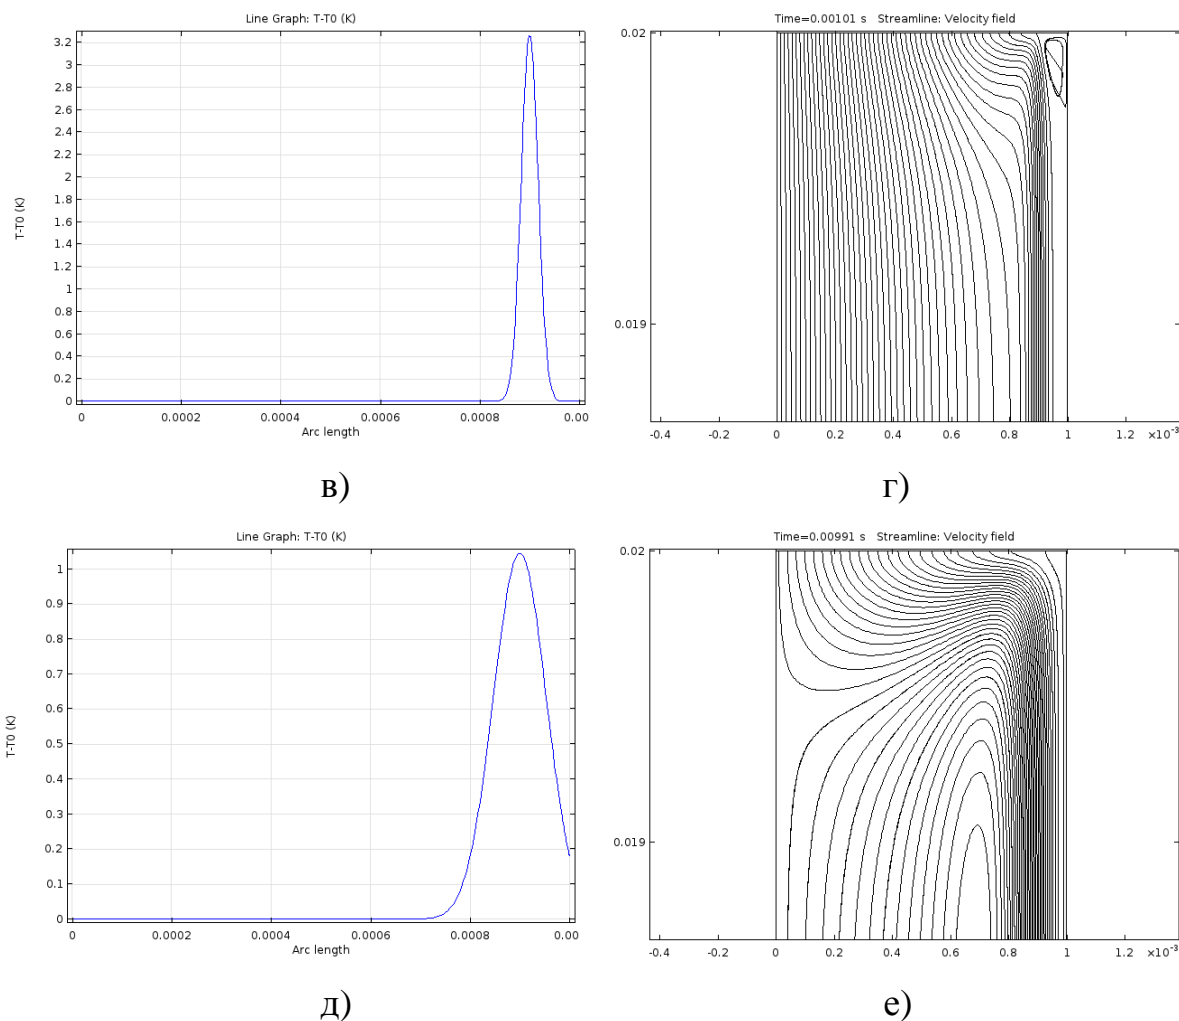 Line Graph: T-T0 (K)
T-T0 (K)
3.2
3
2.8
2.6
2.4
2.2
2
1.8
1.6
1.4
1.2
1
0.8
0.6
0.4
0.2
0
0 0.0002 0.0004 0.0006 0.0008 0.00
Arc length
в)
Time=0.00101 s Streamline: Velocity field
0.02
0.019
-0.4 -0.2 0 0.2 0.4 0.6 0.8 1 1.2 ×10⁻³
г)
Line Graph: T-T0 (K)
T-T0 (K)
1
0.9
0.8
0.7
0.6
0.5
0.4
0.3
0.2
0.1
0
0 0.0002 0.0004 0.0006 0.0008 0.00
Arc length
д)
Time=0.00991 s Streamline: Velocity field
0.02
0.019
-0.4 -0.2 0 0.2 0.4 0.6 0.8 1 1.2 ×10⁻³
е)